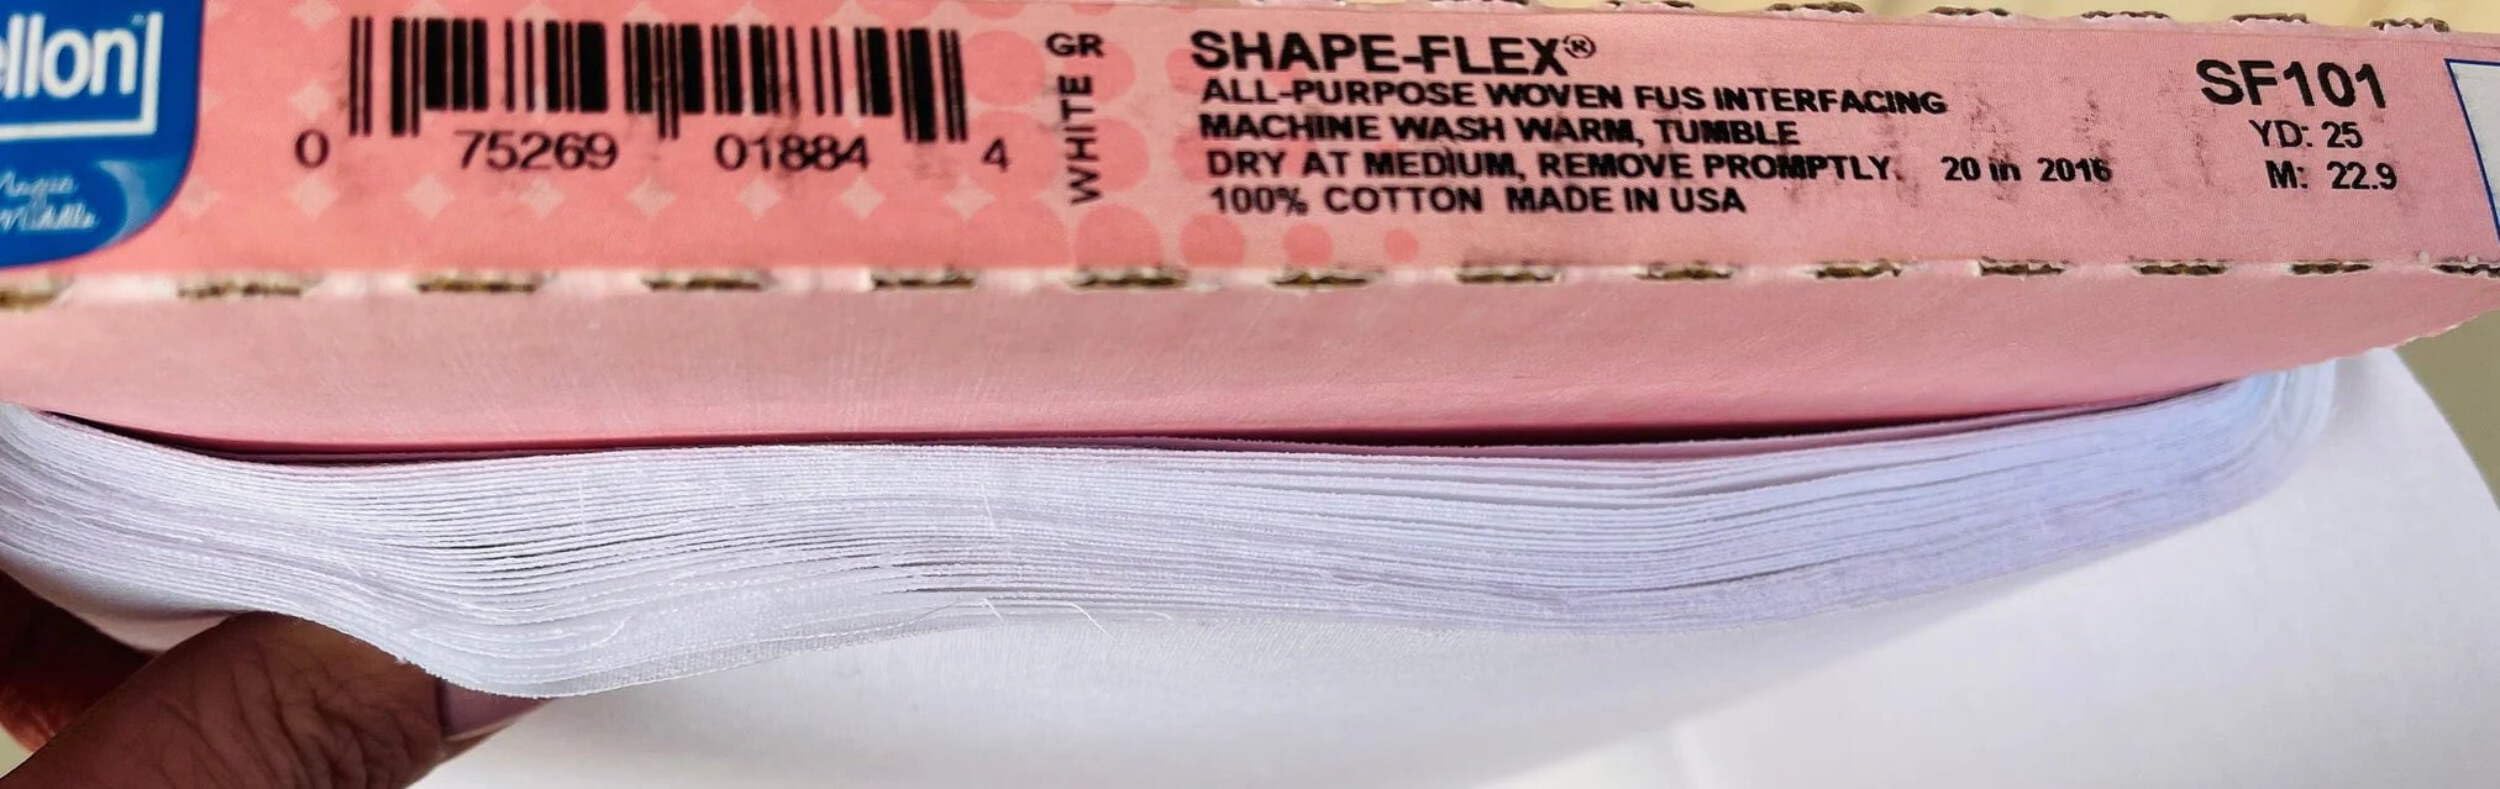 ellon
0 75269 01884 4
WHITE GR
SHAPE-FLEX®
ALL-PURPOSE WOVEN FUS INTERFACING
MACHINE WASH WARM, TUMBLE
DRY AT MEDIUM, REMOVE PROMPTLY. 20 in 2016
100% COTTON MADE IN USA
SF101
YD: 25
M: 22.9